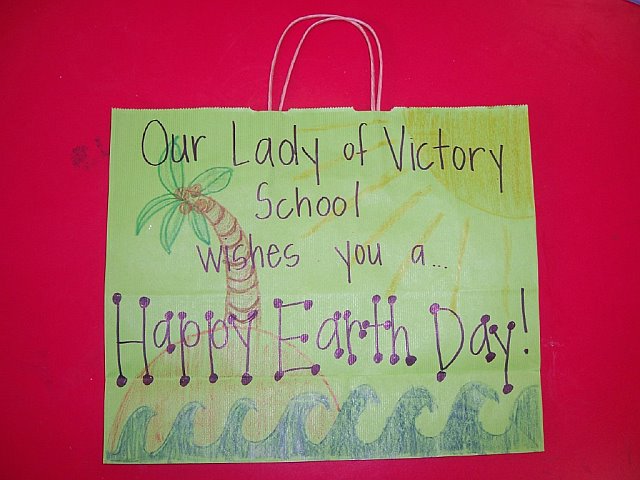 Our Lady of Victory
School
wishes you a...
Happy Earth Day!